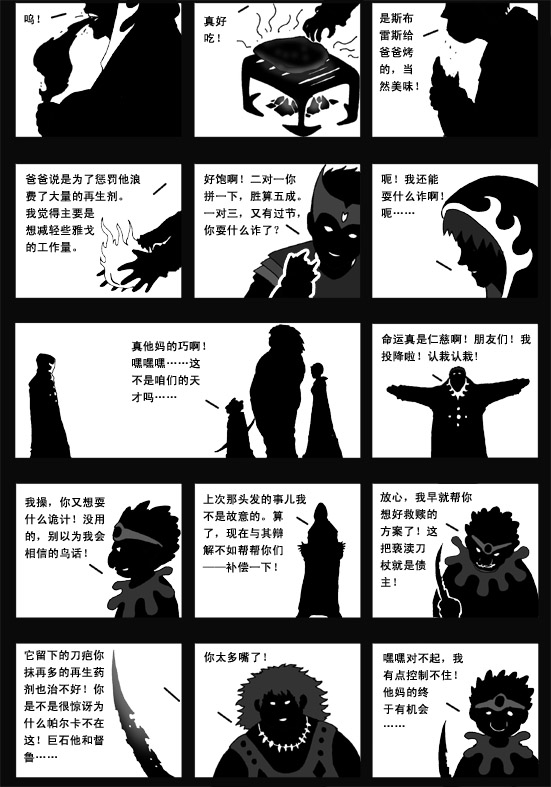 呜！
真好
吃！
是斯布
雷斯给
爸爸烤
的，当
然美味！
爸爸说是为了惩罚他浪
费了大量的再生剂。
我觉得主要是
想减轻些雅戈
的工作量。
好饱啊！二对一你
拼一下，胜算五成。
一对三，又有过节，
你耍什么诈了？
呃！我还能
耍什么诈啊！
呃……
真他妈的巧啊！
嘿嘿嘿……这
不是咱们的天
才吗……
命运真是仁慈啊！朋友们！我
投降啦！认栽认栽！
我操，你又想耍
什么诡计！没用
的，别以为我会
相信的鸟话！
上次那头发的事儿我
不是故意的。算
了，现在与其辩
解不如帮帮你们
——补偿一下！
放心，我早就帮你
想好救赎的
方案了！这
把亵渎刀
杖就是债
主！
它留下的刀疤你
抹再多的再生药
剂也治不好！你
是不是很惊讶为
什么帕尔卡不在
这！巨石他和督
鲁……
你太多嘴了！
嘿嘿对不起，我
有点控制不住！
他妈的终
于有机会
……